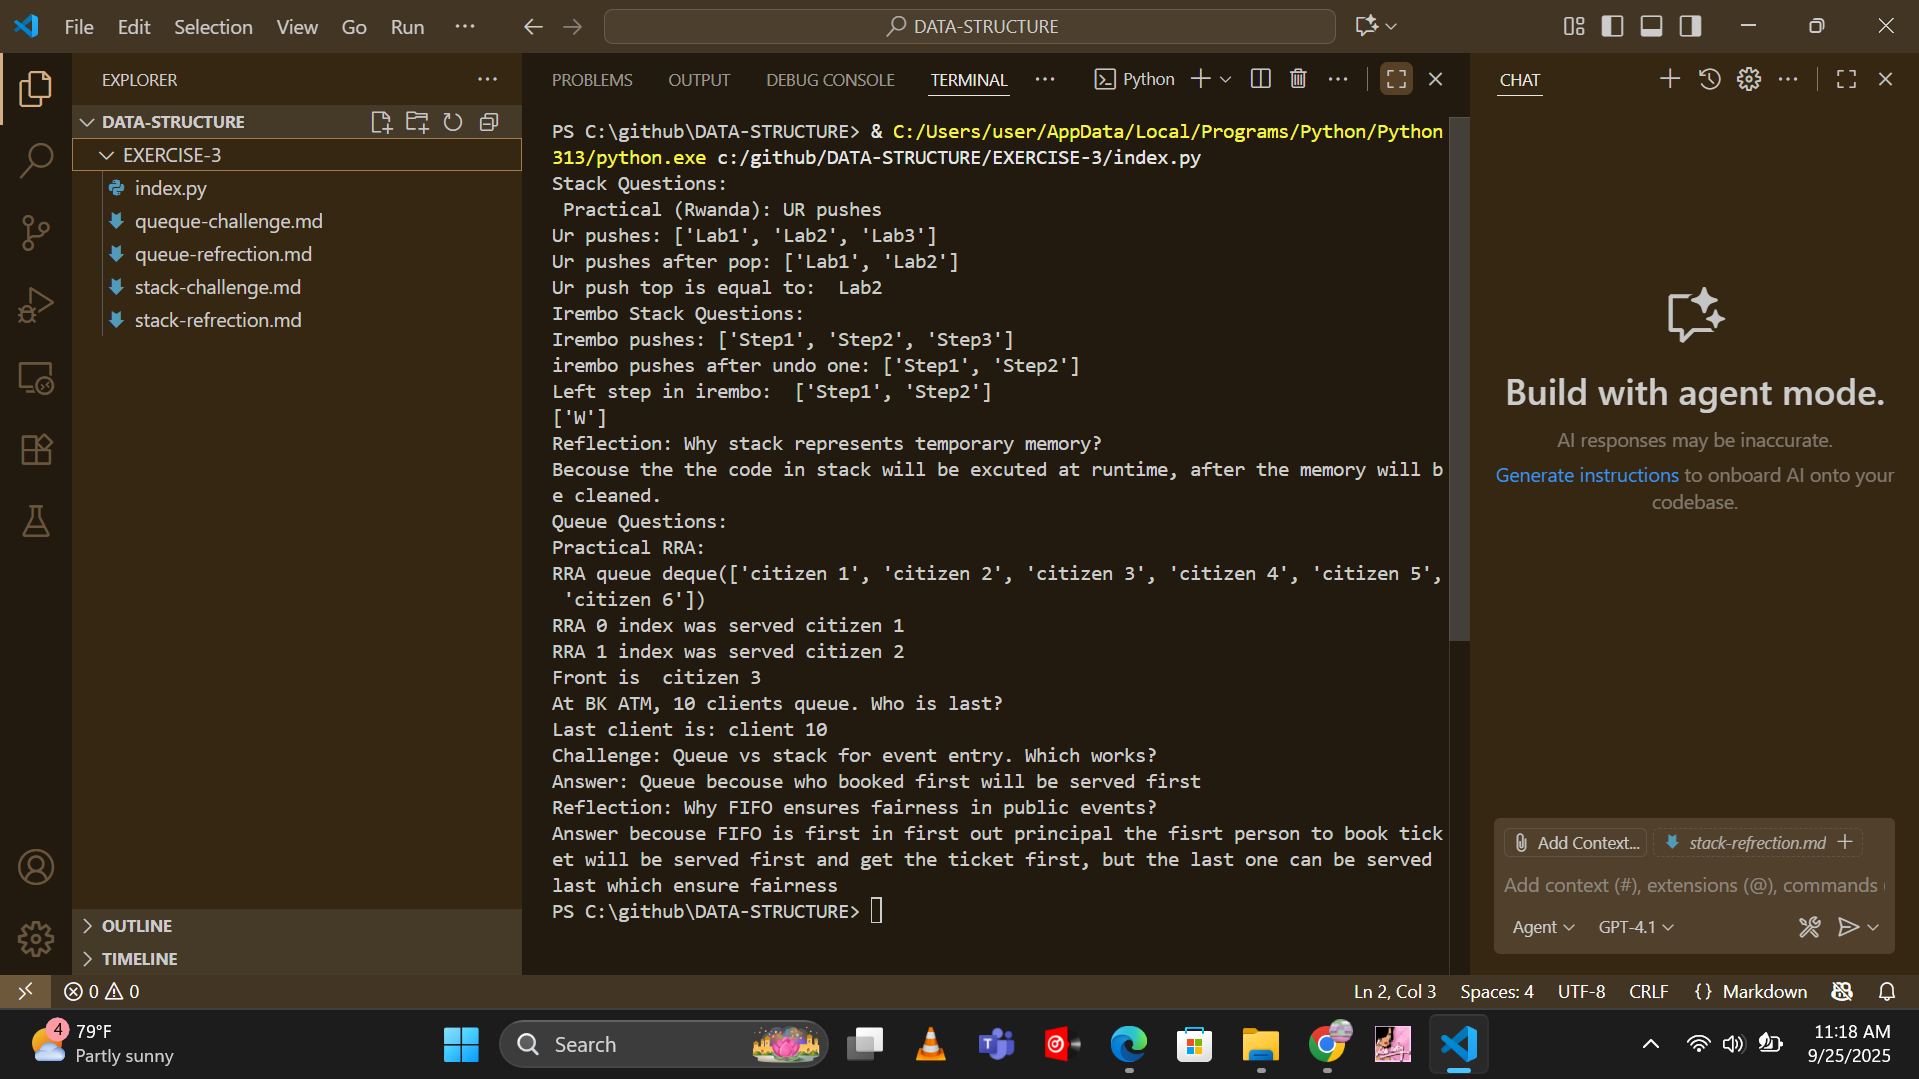 File Edit Selection View Go Run ···
DATA-STRUCTURE
EXPLORER
DATA-STRUCTURE
EXERCISE-3
index.py
queque-challenge.md
queue-refrection.md
stack-challenge.md
stack-refrection.md
OUTLINE
TIMELINE
PROBLEMS OUTPUT DEBUG CONSOLE TERMINAL ··· Python
PS C:\github\DATA-STRUCTURE> & C:/Users/user/AppData/Local/Programs/Python/Python
313/python.exe c:/github/DATA-STRUCTURE/EXERCISE-3/index.py
Stack Questions:
 Practical (Rwanda): UR pushes
Ur pushes: ['Lab1', 'Lab2', 'Lab3']
Ur pushes after pop: ['Lab1', 'Lab2']
Ur push top is equal to:  Lab2
Irembo Stack Questions:
Irembo pushes: ['Step1', 'Step2', 'Step3']
irembo pushes after undo one: ['Step1', 'Step2']
Left step in irembo:  ['Step1', 'Step2']
['W']
Reflection: Why stack represents temporary memory?
Becouse the the code in stack will be excuted at runtime, after the memory will b
e cleaned.
Queue Questions:
Practical RRA:
RRA queue deque(['citizen 1', 'citizen 2', 'citizen 3', 'citizen 4', 'citizen 5',
 'citizen 6'])
RRA 0 index was served citizen 1
RRA 1 index was served citizen 2
Front is  citizen 3
At BK ATM, 10 clients queue. Who is last?
Last client is: client 10
Challenge: Queue vs stack for event entry. Which works?
Answer: Queue becouse who booked first will be served first
Reflection: Why FIFO ensures fairness in public events?
Answer becouse FIFO is first in first out principal the fisrt person to book tick
et will be served first and get the ticket first, but the last one can be served
last which ensure fairness
PS C:\github\DATA-STRUCTURE>
CHAT
Build with agent mode.
AI responses may be inaccurate.
Generate instructions to onboard AI onto your
codebase.
Add Context... stack-refrection.md
Add context (#), extensions (@), commands
Agent GPT-4.1
0 0 Ln 2, Col 3 Spaces: 4 UTF-8 CRLF {} Markdown
4 79°F
Partly sunny
Search
11:18 AM
9/25/2025